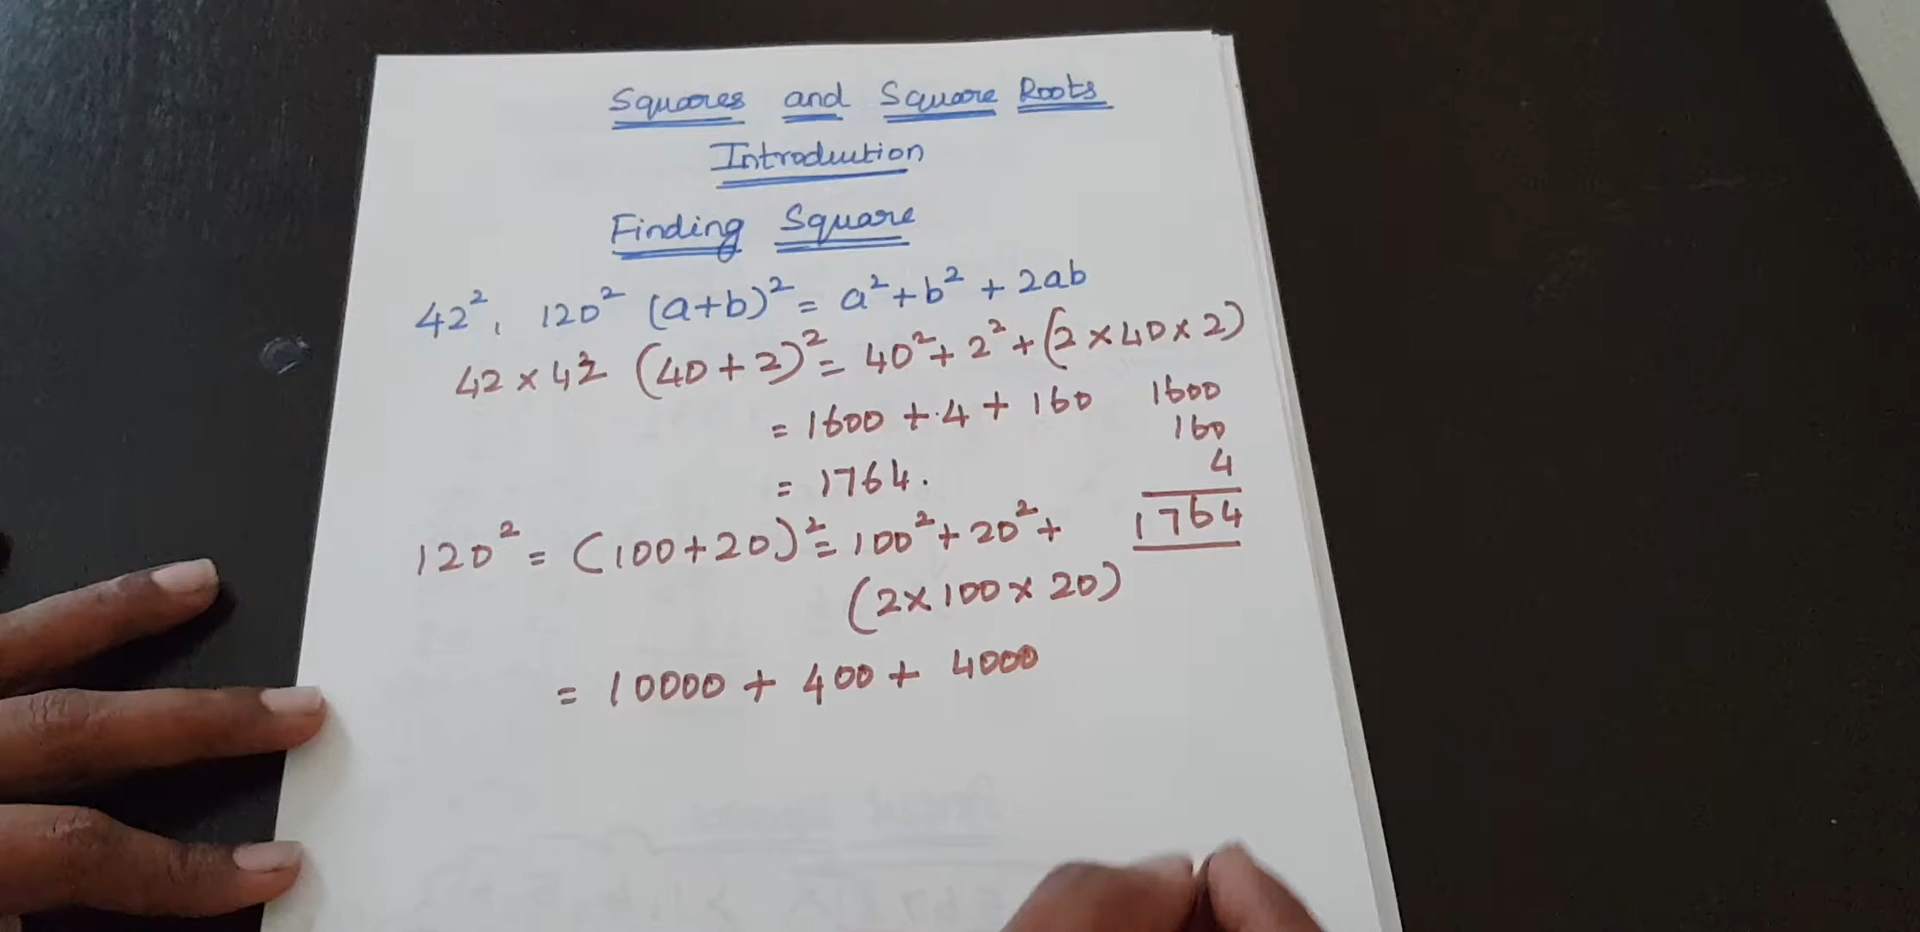 Squares and Square Roots
Introduction
Finding Square
42², 120² (a+b)² = a²+b² + 2ab
42 × 42 (40+2)² = 40² + 2² + (2×40×2)
= 1600 + 4 + 160
= 1764.
1600
160
4
1764
120² = (100+20)² = 100² + 20² +
(2×100×20)
= 10000 + 400 + 4000